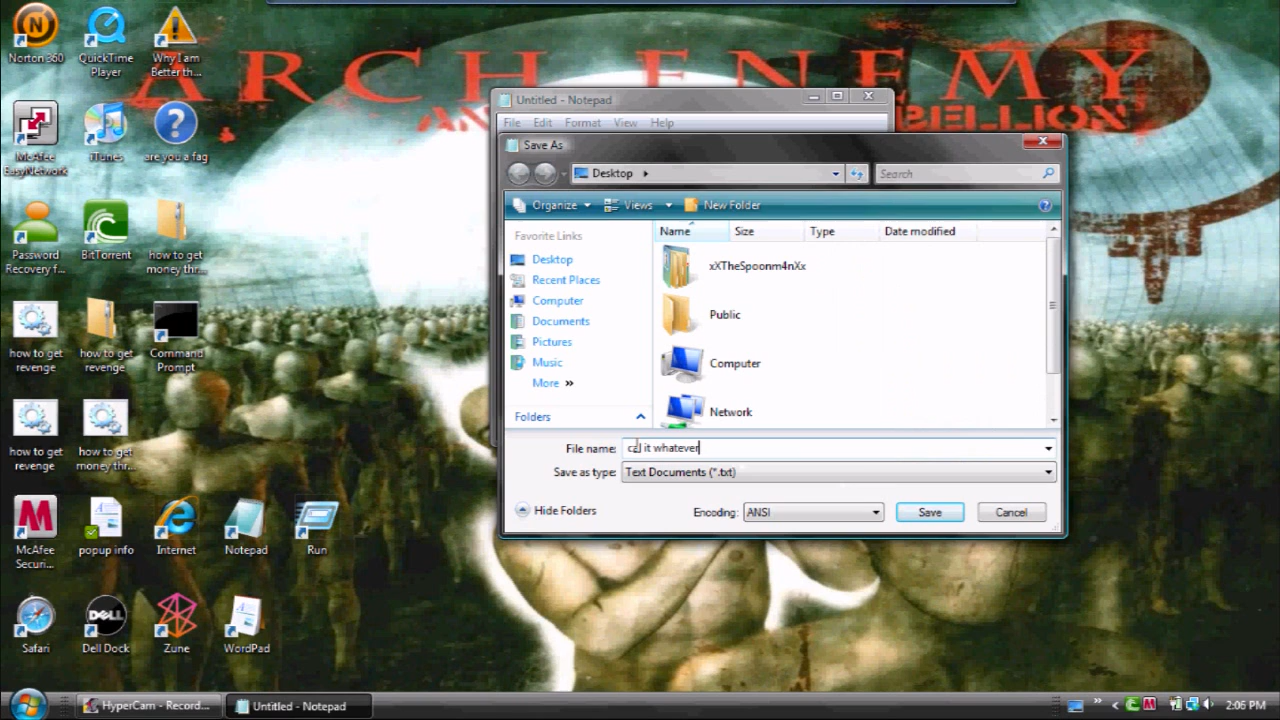 ARCH ENEMY
Norton 360
QuickTime
Player
Why I am
Better th...
Untitled - Notepad
File Edit Format View Help
Save As
Desktop
Search
McAfee
EasyNetwork
iTunes
are you a fag
Organize Views New Folder
Favorite Links
Name Size Type Date modified
Desktop
Recent Places
Computer
Documents
Pictures
Music
More »
Folders
xXTheSpoonm4nXx
Public
Computer
Network
Password
Recovery f...
BitTorrent
how to get
money thr...
how to get
revenge
how to get
revenge
Command
Prompt
how to get
revenge
how to get
money thr...
File name: call it whatever
Save as type: Text Documents (*.txt)
Hide Folders
Encoding: ANSI
Save
Cancel
McAfee
Securi...
popup info
Internet
Notepad
Run
Safari
DELL
Dell Dock
Zune
WordPad
HyperCam - Record...
Untitled - Notepad
2:06 PM